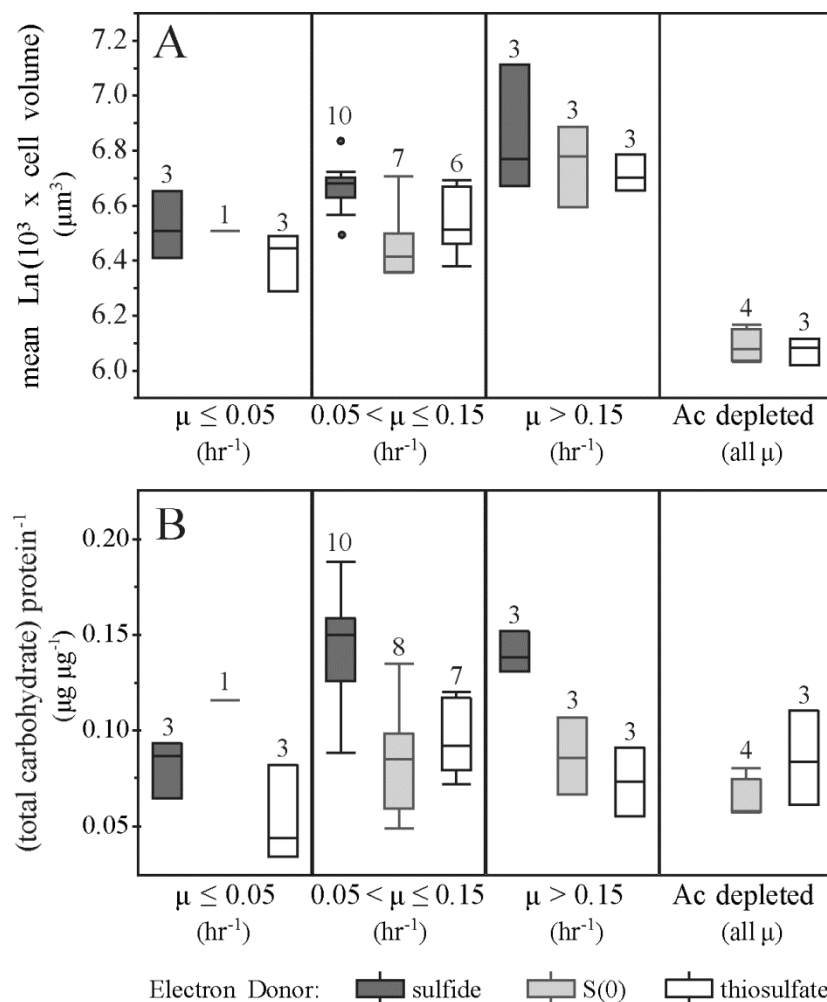 A
7.2
7.0
6.8
6.6
6.4
6.2
6.0
mean Ln (10³ x cell volume)
(µm³)
3
1
3
10
7
6
3
3
3
4
3
µ ≤ 0.05
(hr⁻¹)
0.05 < µ ≤ 0.15
(hr⁻¹)
µ > 0.15
(hr⁻¹)
Ac depleted
(all µ)
B
0.20
0.15
0.10
0.05
(total carbohydrate) protein⁻¹
(µg µg⁻¹)
3
1
3
10
8
7
3
3
3
4
3
µ ≤ 0.05
(hr⁻¹)
0.05 < µ ≤ 0.15
(hr⁻¹)
µ > 0.15
(hr⁻¹)
Ac depleted
(all µ)
Electron Donor: sulfide S(0) thiosulfate